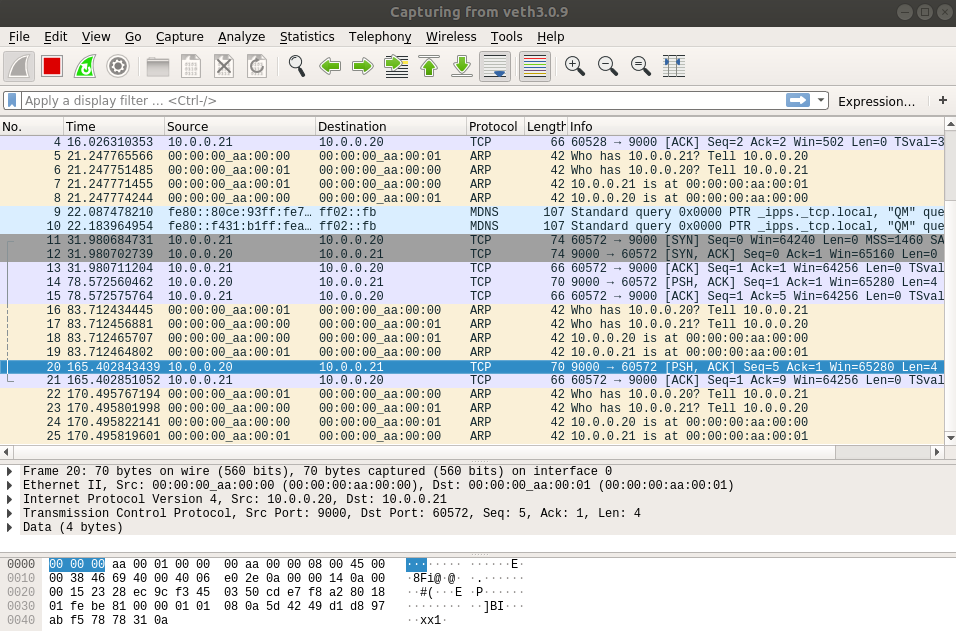 Capturing from veth3.0.9
File Edit View Go Capture Analyze Statistics Telephony Wireless Tools Help
Apply a display filter … <Ctrl-/> Expression… +
No. Time Source Destination Protocol Length Info
4 16.026310353 10.0.0.21 10.0.0.20 TCP 66 60528 → 9000 [ACK] Seq=2 Ack=2 Win=502 Len=0 TSval=3
5 21.247765566 00:00:00_aa:00:00 00:00:00_aa:00:01 ARP 42 Who has 10.0.0.21? Tell 10.0.0.20
6 21.247751485 00:00:00_aa:00:01 00:00:00_aa:00:00 ARP 42 Who has 10.0.0.20? Tell 10.0.0.21
7 21.247771455 00:00:00_aa:00:01 00:00:00_aa:00:00 ARP 42 10.0.0.21 is at 00:00:00:aa:00:01
8 21.247774244 00:00:00_aa:00:00 00:00:00_aa:00:01 ARP 42 10.0.0.20 is at 00:00:00:aa:00:00
9 22.087478210 fe80::80ce:93ff:fe7… ff02::fb MDNS 107 Standard query 0x0000 PTR _ipps._tcp.local, "QM" que
10 22.183964954 fe80::f431:b1ff:fea… ff02::fb MDNS 107 Standard query 0x0000 PTR _ipps._tcp.local, "QM" que
11 31.980684731 10.0.0.21 10.0.0.20 TCP 74 60572 → 9000 [SYN] Seq=0 Win=64240 Len=0 MSS=1460 SA
12 31.980702739 10.0.0.20 10.0.0.21 TCP 74 9000 → 60572 [SYN, ACK] Seq=0 Ack=1 Win=65160 Len=0
13 31.980711204 10.0.0.21 10.0.0.20 TCP 66 60572 → 9000 [ACK] Seq=1 Ack=1 Win=64256 Len=0 TSval
14 78.572560462 10.0.0.20 10.0.0.21 TCP 70 9000 → 60572 [PSH, ACK] Seq=1 Ack=1 Win=65280 Len=4
15 78.572575764 10.0.0.21 10.0.0.20 TCP 66 60572 → 9000 [ACK] Seq=1 Ack=5 Win=64256 Len=0 TSval
16 83.712434445 00:00:00_aa:00:01 00:00:00_aa:00:00 ARP 42 Who has 10.0.0.20? Tell 10.0.0.21
17 83.712456881 00:00:00_aa:00:00 00:00:00_aa:00:01 ARP 42 Who has 10.0.0.21? Tell 10.0.0.20
18 83.712465707 00:00:00_aa:00:00 00:00:00_aa:00:01 ARP 42 10.0.0.20 is at 00:00:00:aa:00:00
19 83.712464802 00:00:00_aa:00:01 00:00:00_aa:00:00 ARP 42 10.0.0.21 is at 00:00:00:aa:00:01
20 165.402843439 10.0.0.20 10.0.0.21 TCP 70 9000 → 60572 [PSH, ACK] Seq=5 Ack=1 Win=65280 Len=4
21 165.402851052 10.0.0.21 10.0.0.20 TCP 66 60572 → 9000 [ACK] Seq=1 Ack=9 Win=64256 Len=0 TSval
22 170.495767194 00:00:00_aa:00:01 00:00:00_aa:00:00 ARP 42 Who has 10.0.0.20? Tell 10.0.0.21
23 170.495801998 00:00:00_aa:00:00 00:00:00_aa:00:01 ARP 42 Who has 10.0.0.21? Tell 10.0.0.20
24 170.495822141 00:00:00_aa:00:00 00:00:00_aa:00:01 ARP 42 10.0.0.20 is at 00:00:00:aa:00:00
25 170.495819601 00:00:00_aa:00:01 00:00:00_aa:00:00 ARP 42 10.0.0.21 is at 00:00:00:aa:00:01
Frame 20: 70 bytes on wire (560 bits), 70 bytes captured (560 bits) on interface 0
Ethernet II, Src: 00:00:00_aa:00:00 (00:00:00:aa:00:00), Dst: 00:00:00_aa:00:01 (00:00:00:aa:00:01)
Internet Protocol Version 4, Src: 10.0.0.20, Dst: 10.0.0.21
Transmission Control Protocol, Src Port: 9000, Dst Port: 60572, Seq: 5, Ack: 1, Len: 4
Data (4 bytes)
0000 00 00 00 aa 00 01 00 00 00 aa 00 00 08 00 45 00 ········ ······E·
0010 00 38 46 69 40 00 40 06 e0 2e 0a 00 00 14 0a 00 ·8Fi@·@· ·.······
0020 00 15 23 28 ec 9c f3 45 03 50 cd e7 f8 a2 80 18 ··#(···E ·P······
0030 01 fe be 81 00 00 01 01 08 0a 5d 42 49 d1 d8 97 ········ ··]BI···
0040 ab f5 78 78 31 0a ··xx1·